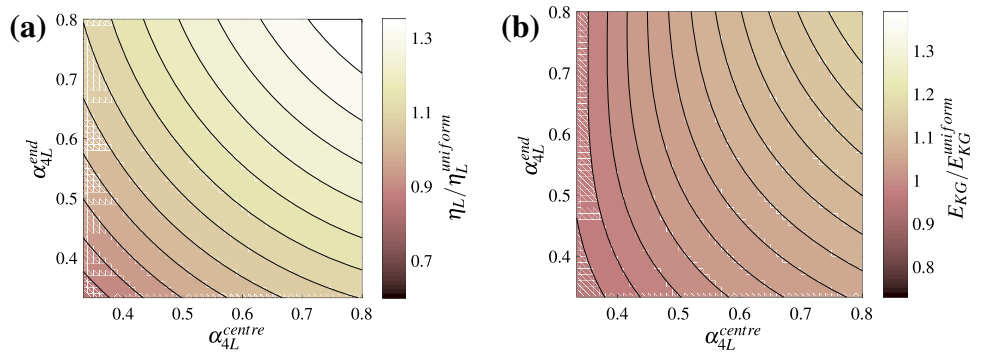 (a)
0.8
0.7
0.6
0.5
0.4
α_{4L}^{end}
0.4 0.5 0.6 0.7 0.8
α_{4L}^{centre}
1.3
1.1
0.9
0.7
η_L/η_L^{uniform}
(b)
0.8
0.7
0.6
0.5
0.4
α_{4L}^{end}
0.4 0.5 0.6 0.7 0.8
α_{4L}^{centre}
1.3
1.2
1.1
1
0.9
0.8
E_{KG}/E_{KG}^{uniform}